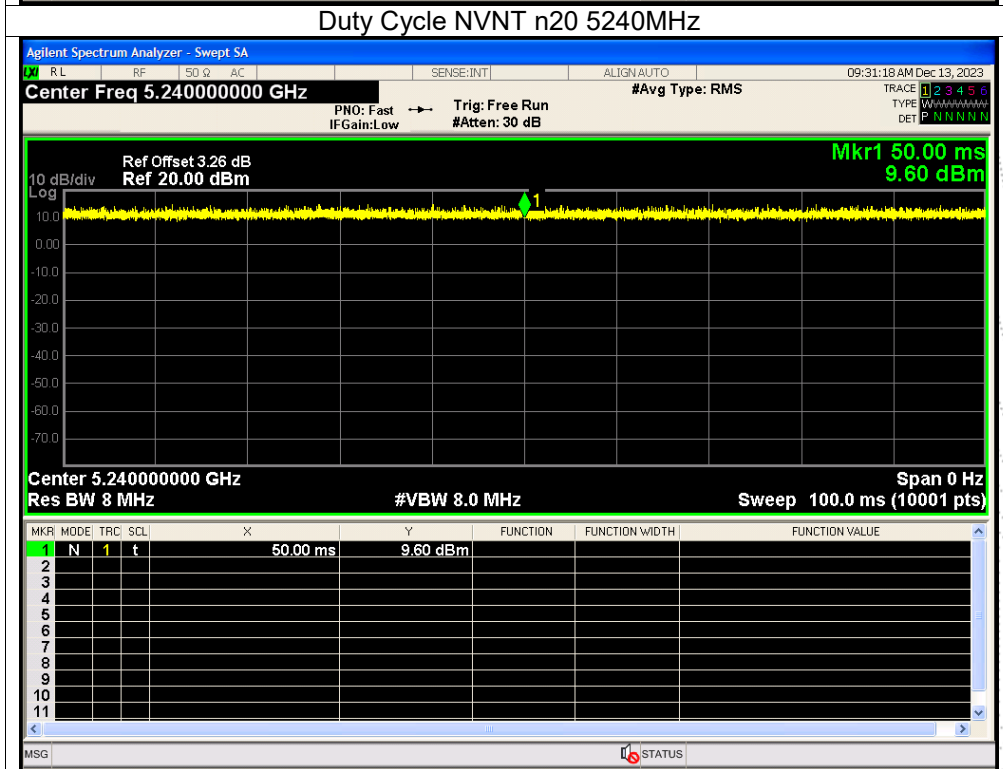 Duty Cycle NVNT n20 5240MHz
Agilent Spectrum Analyzer - Swept SA
LXI RL RF 50 Ω AC SENSE:INT ALIGN AUTO 09:31:18 AM Dec 13, 2023
Center Freq 5.240000000 GHz #Avg Type: RMS TRACE 1 2 3 4 5 6
PNO: Fast Trig: Free Run TYPE
IFGain:Low #Atten: 30 dB DET P N N N N N
Mkr1 50.00 ms
Ref Offset 3.26 dB
10 dB/div Ref 20.00 dBm 9.60 dBm
Log
1
10.0
0.00
-10.0
-20.0
-30.0
-40.0
-50.0
-60.0
-70.0
Center 5.240000000 GHz Span 0 Hz
Res BW 8 MHz #VBW 8.0 MHz Sweep 100.0 ms (10001 pts)
MKR MODE TRC SCL X Y FUNCTION FUNCTION WIDTH FUNCTION VALUE
1 N 1 t 50.00 ms 9.60 dBm
2
3
4
5
6
7
8
9
10
11
MSG STATUS